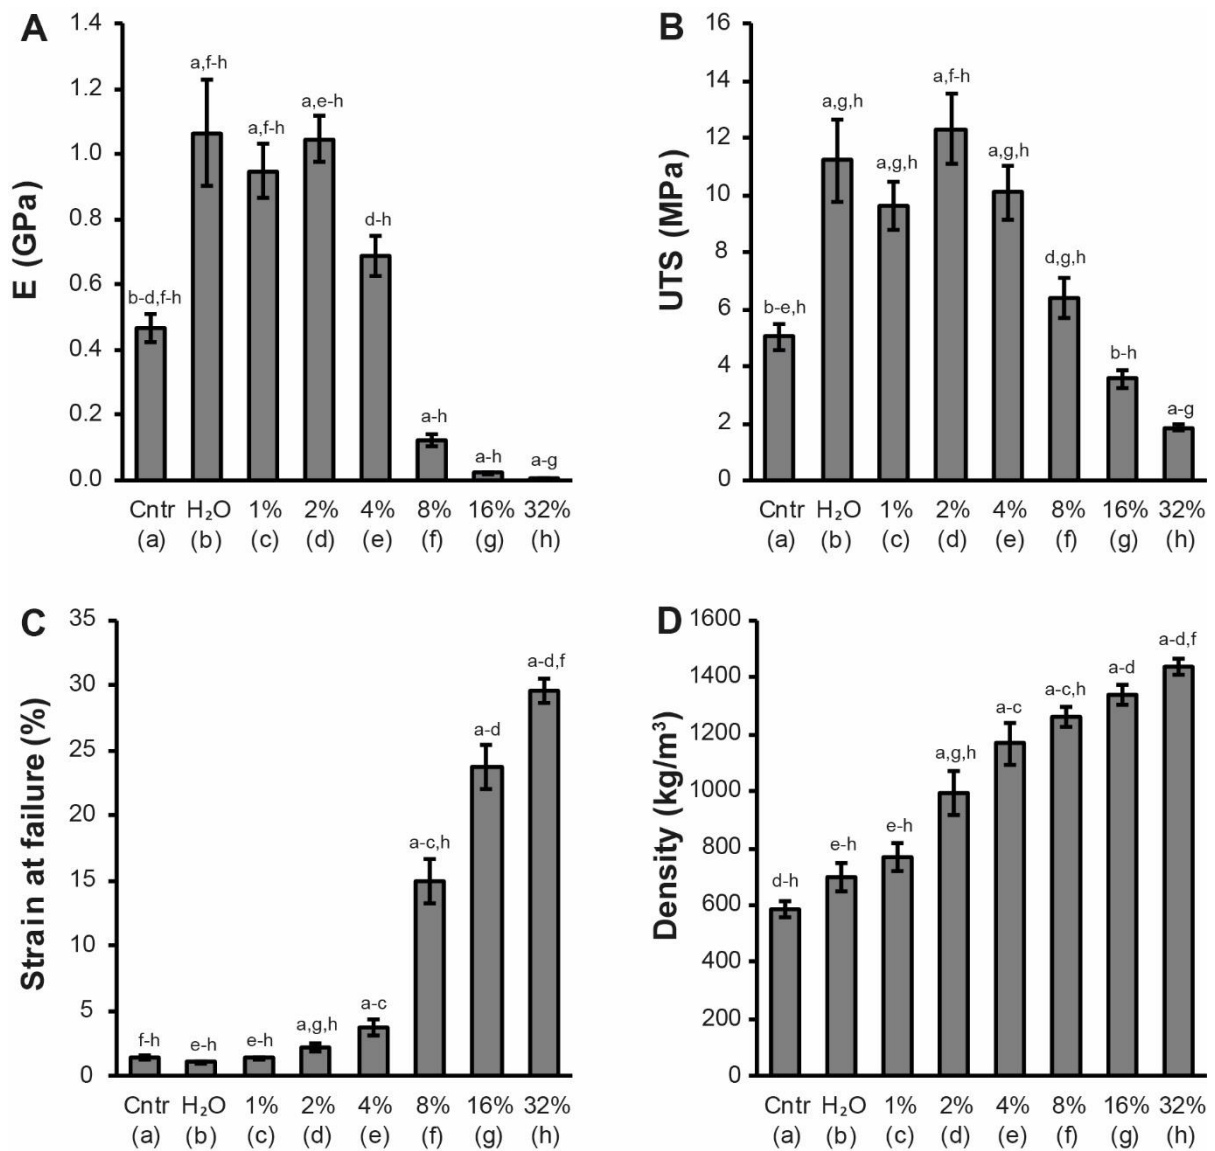 A
E (GPa)
1.4
1.2
1.0
0.8
0.6
0.4
0.2
0.0
b-d,f-h
a,f-h
a,f-h
a,e-h
d-h
a-h
a-h
a-g
Cntr H₂O 1% 2% 4% 8% 16% 32%
(a) (b) (c) (d) (e) (f) (g) (h)
B
UTS (MPa)
16
14
12
10
8
6
4
2
0
b-e,h
a,g,h
a,g,h
a,f-h
a,g,h
d,g,h
b-h
a-g
Cntr H₂O 1% 2% 4% 8% 16% 32%
(a) (b) (c) (d) (e) (f) (g) (h)
C
Strain at failure (%)
35
30
25
20
15
10
5
0
f-h
e-h
e-h
a,g,h
a-c
a-c,h
a-d
a-d,f
Cntr H₂O 1% 2% 4% 8% 16% 32%
(a) (b) (c) (d) (e) (f) (g) (h)
D
Density (kg/m³)
1600
1400
1200
1000
800
600
400
200
0
d-h
e-h
e-h
a,g,h
a-c
a-c,h
a-d
a-d,f
Cntr H₂O 1% 2% 4% 8% 16% 32%
(a) (b) (c) (d) (e) (f) (g) (h)